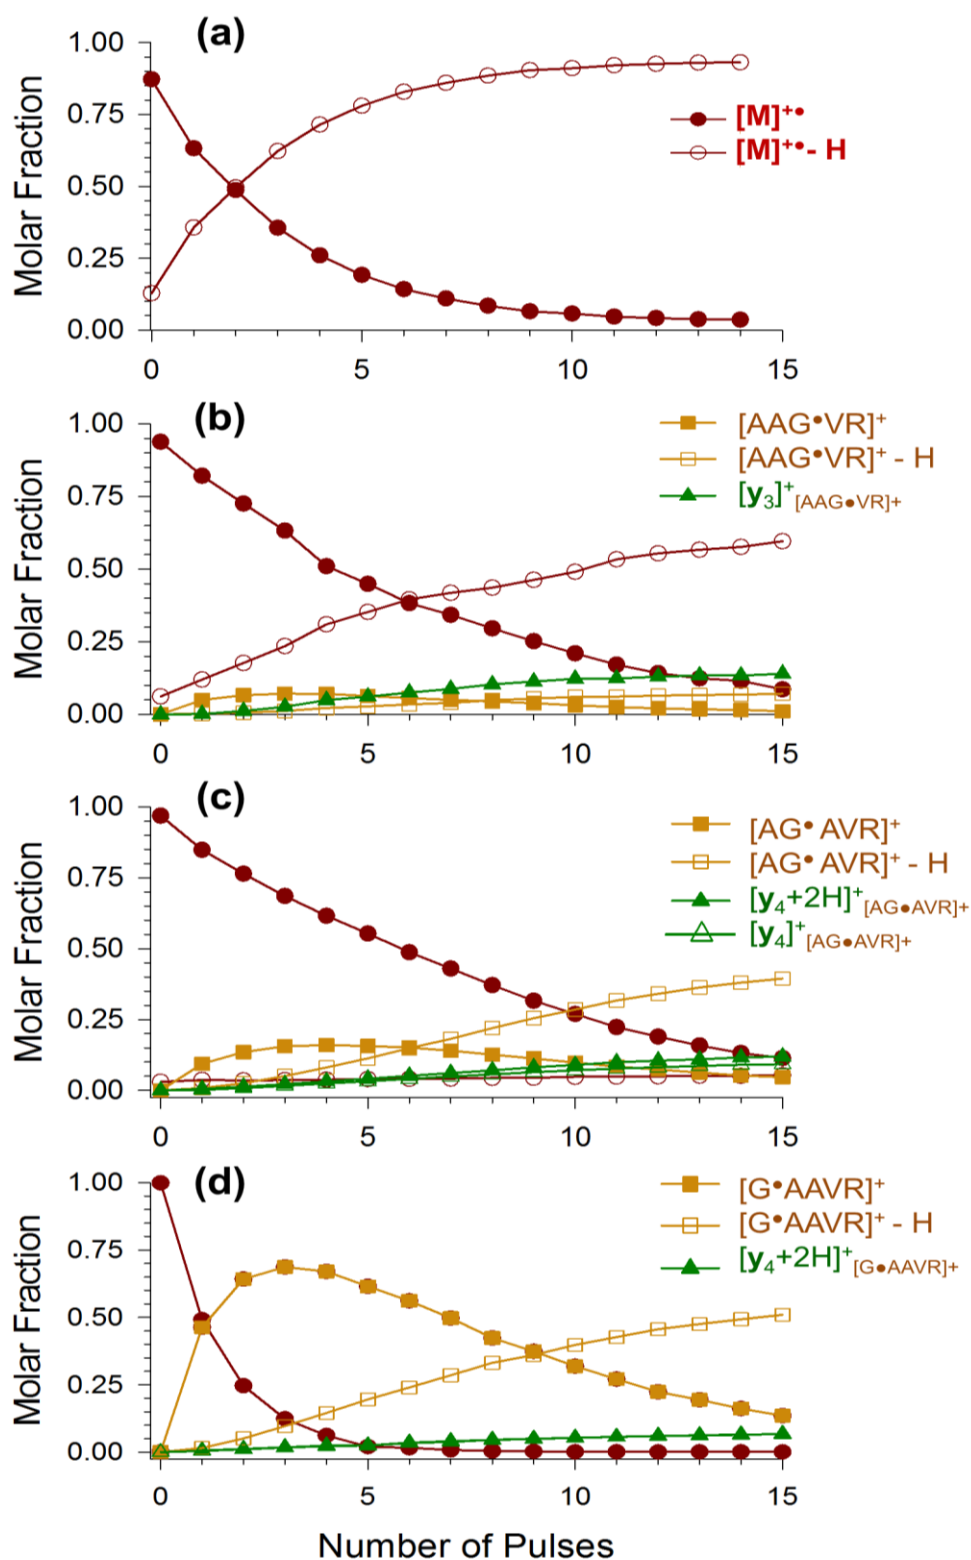 (a)
1.00
0.75
0.50
0.25
0.00
Molar Fraction
[M]⁺•
[M]⁺• - H
0 5 10 15
(b)
1.00
0.75
0.50
0.25
0.00
Molar Fraction
[AAG•VR]⁺
[AAG•VR]⁺ - H
[y₃]⁺[AAG•VR]+
0 5 10 15
(c)
1.00
0.75
0.50
0.25
0.00
Molar Fraction
[AG•AVR]⁺
[AG•AVR]⁺ - H
[y₄+2H]⁺[AG•AVR]+
[y₄]⁺[AG•AVR]+
0 5 10 15
(d)
1.00
0.75
0.50
0.25
0.00
Molar Fraction
[G•AAVR]⁺
[G•AAVR]⁺ - H
[y₄+2H]⁺[G•AAVR]+
0 5 10 15
Number of Pulses